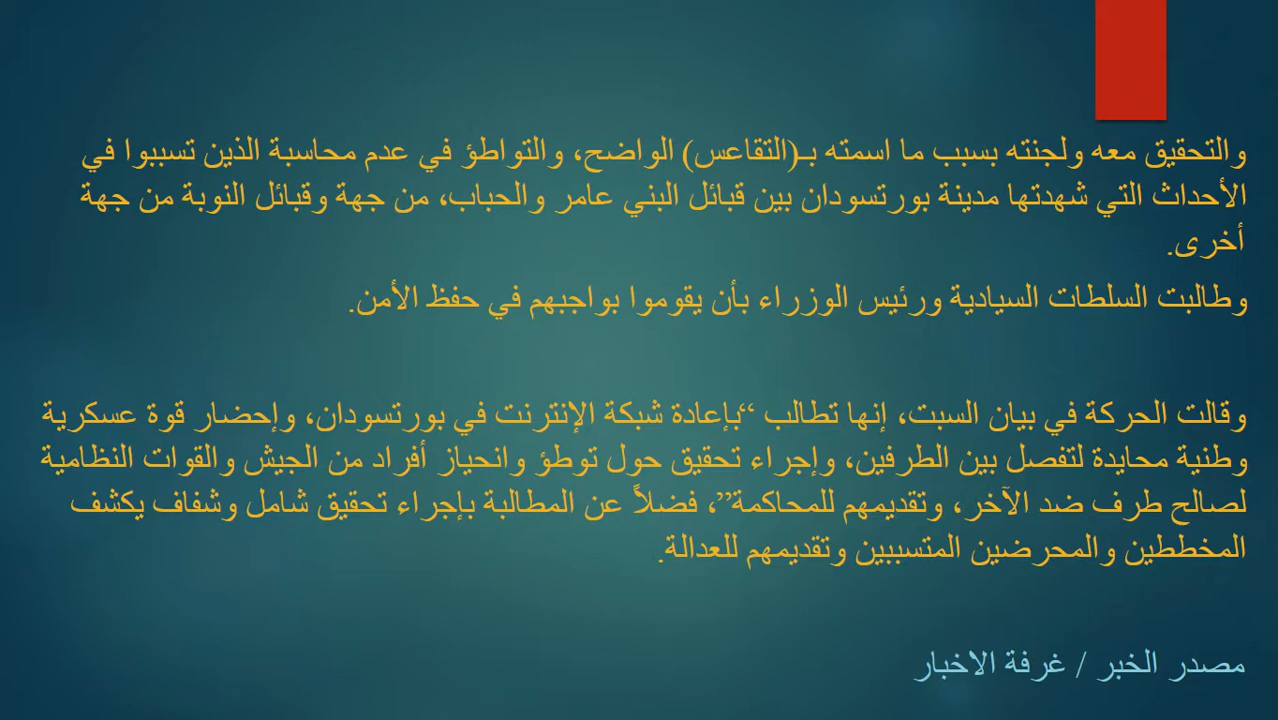 والتحقيق معه ولجنته بسبب ما اسمته بـ(التقاعس) الواضح، والتواطؤ في عدم محاسبة الذين تسببوا في
الأحداث التي شهدتها مدينة بورتسودان بين قبائل البني عامر والحباب، من جهة وقبائل النوبة من جهة
أخرى.
وطالبت السلطات السيادية ورئيس الوزراء بأن يقوموا بواجبهم في حفظ الأمن.
وقالت الحركة في بيان السبت، إنها تطالب “بإعادة شبكة الإنترنت في بورتسودان، وإحضار قوة عسكرية
وطنية محايدة لتفصل بين الطرفين، وإجراء تحقيق حول توطؤ وانحياز أفراد من الجيش والقوات النظامية
لصالح طرف ضد الآخر، وتقديمهم للمحاكمة”، فضلاً عن المطالبة بإجراء تحقيق شامل وشفاف يكشف
المخططين والمحرضين المتسببين وتقديمهم للعدالة.
مصدر الخبر / غرفة الاخبار